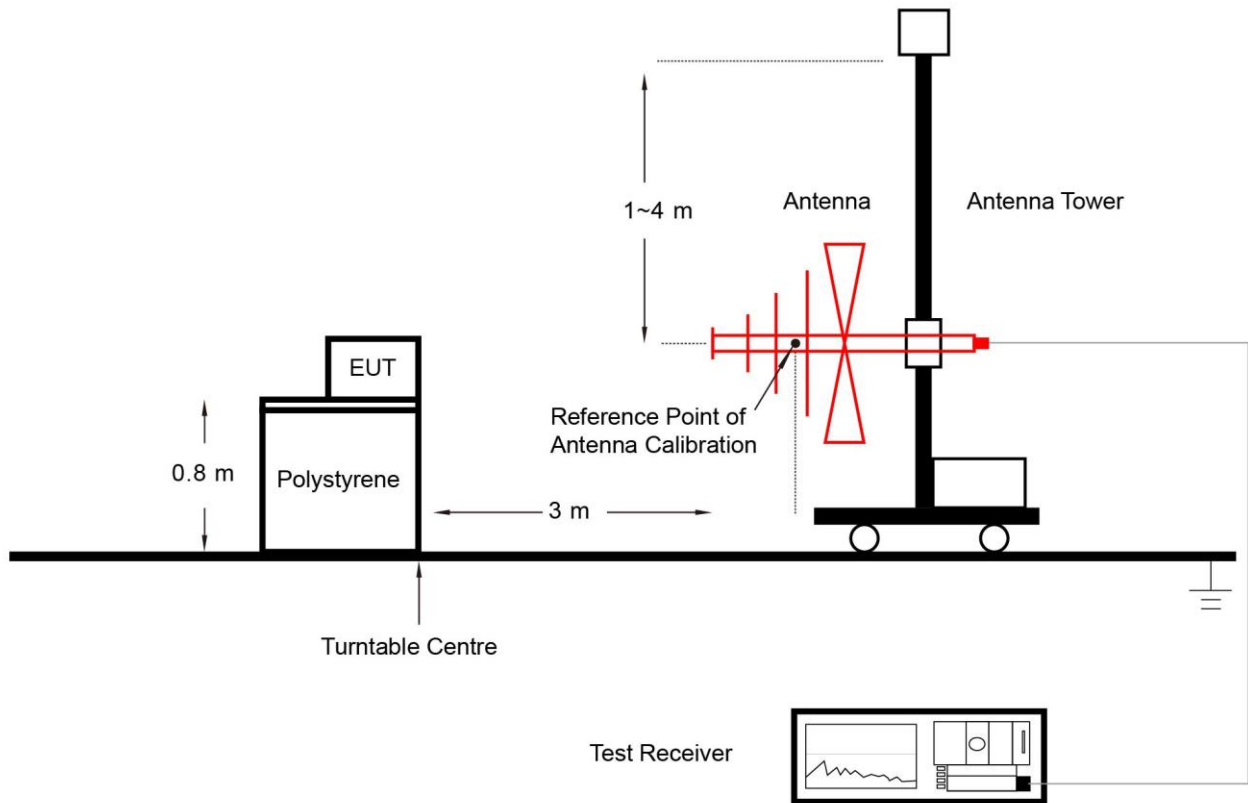 1~4 m
Antenna
Antenna Tower
EUT
Reference Point of
Antenna Calibration
0.8 m
Polystyrene
3 m
Turntable Centre
Test Receiver